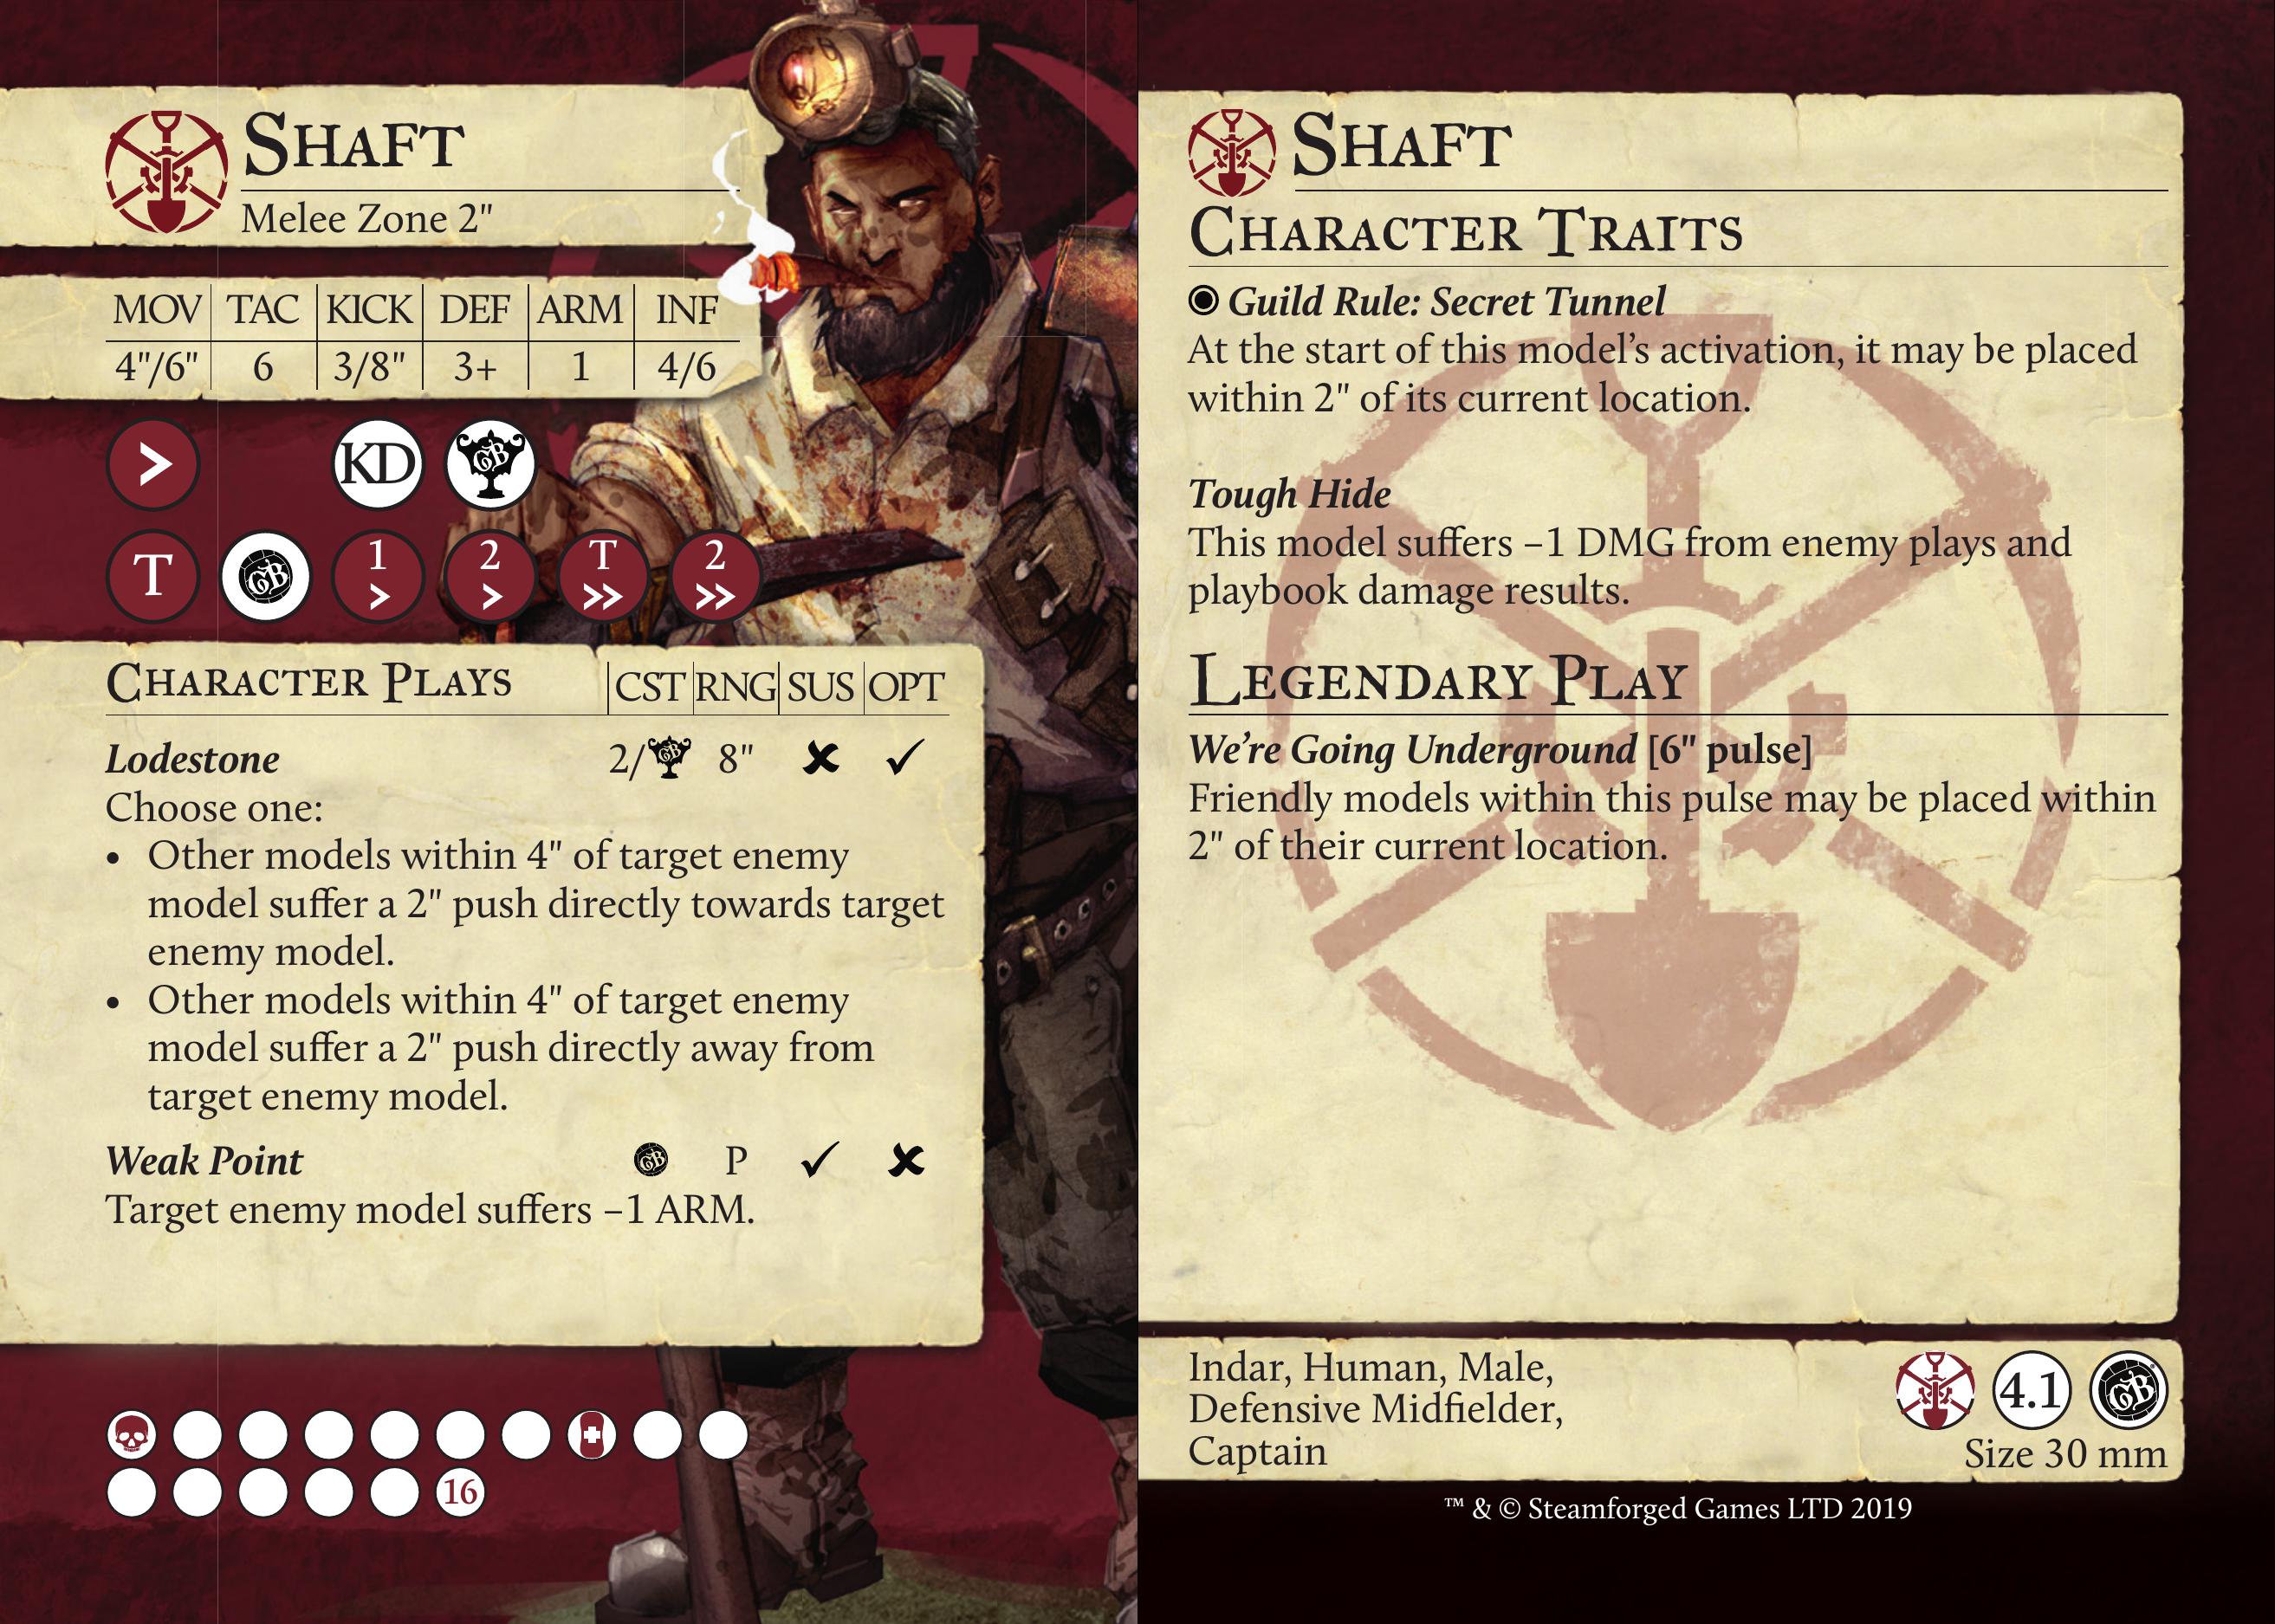 SHAFT
Melee Zone 2"
MOV TAC KICK DEF ARM INF
4"/6" 6 3/8" 3+ 1 4/6
> KD GB
T GB 1 > 2 > T >> 2 >>
CHARACTER PLAYS CST RNG SUS OPT
Lodestone 2/GB 8" ✘ ✓
Choose one:
• Other models within 4" of target enemy
model suffer a 2" push directly towards target
enemy model.
• Other models within 4" of target enemy
model suffer a 2" push directly away from
target enemy model.
Weak Point GB P ✓ ✘
Target enemy model suffers −1 ARM.
16
SHAFT
CHARACTER TRAITS
Guild Rule: Secret Tunnel
At the start of this model’s activation, it may be placed
within 2" of its current location.
Tough Hide
This model suffers −1 DMG from enemy plays and
playbook damage results.
LEGENDARY PLAY
We’re Going Underground [6" pulse]
Friendly models within this pulse may be placed within
2" of their current location.
Indar, Human, Male,
Defensive Midfielder,
Captain
4.1 GB
Size 30 mm
™ & © Steamforged Games LTD 2019